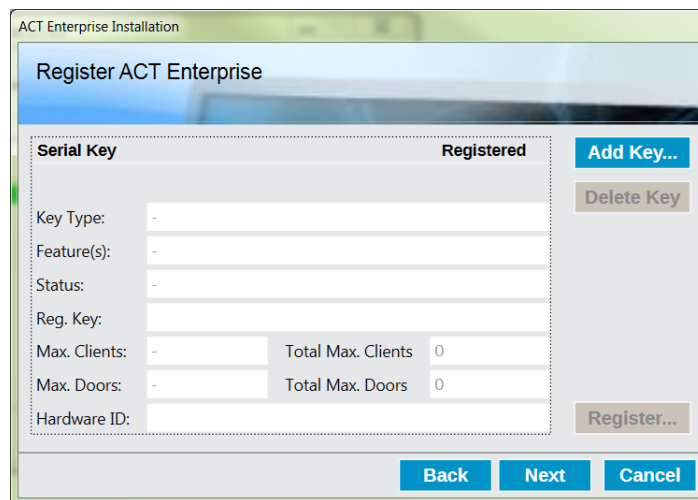 ACT Enterprise Installation
Register ACT Enterprise
Serial Key Registered
Add Key...
Delete Key
Key Type: -
Feature(s): -
Status: -
Reg. Key:
Max. Clients: - Total Max. Clients 0
Max. Doors: - Total Max. Doors 0
Hardware ID:
Register...
Back Next Cancel